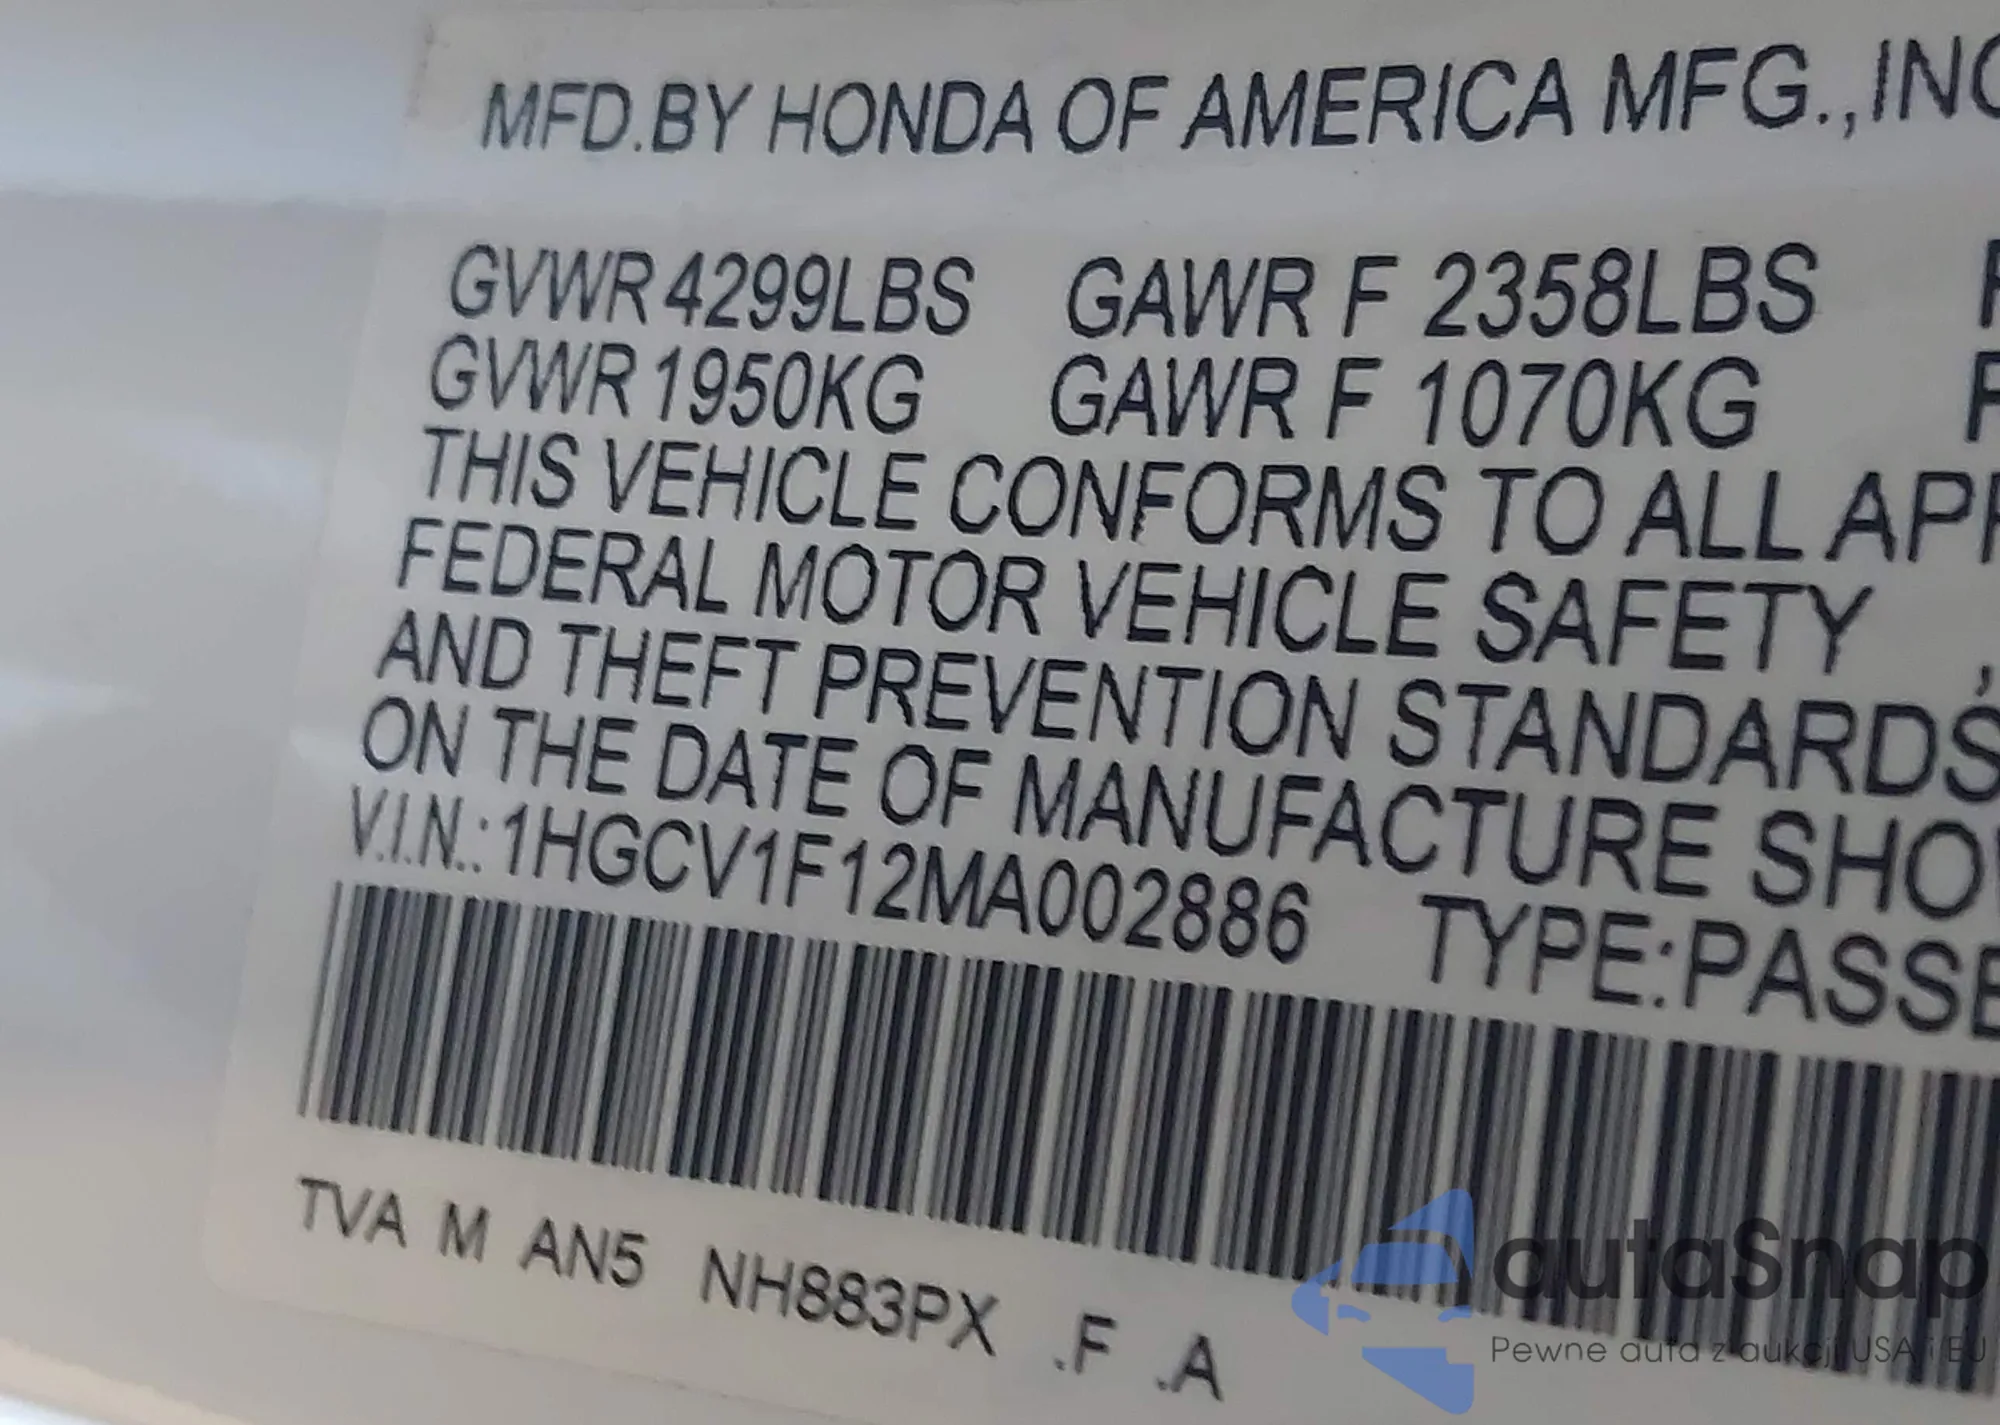 MFD.BY HONDA OF AMERICA MFG.,INC
GVWR 4299LBS GAWR F 2358LBS
GVWR 1950KG GAWR F 1070KG
THIS VEHICLE CONFORMS TO ALL APP
FEDERAL MOTOR VEHICLE SAFETY ,
AND THEFT PREVENTION STANDARDS
ON THE DATE OF MANUFACTURE SHO
V.I.N.:1HGCV1F12MA002886 TYPE:PASSE
TVA M AN5 NH883PX .F .A
autaSnap
Pewne auta z aukcji USA i EU